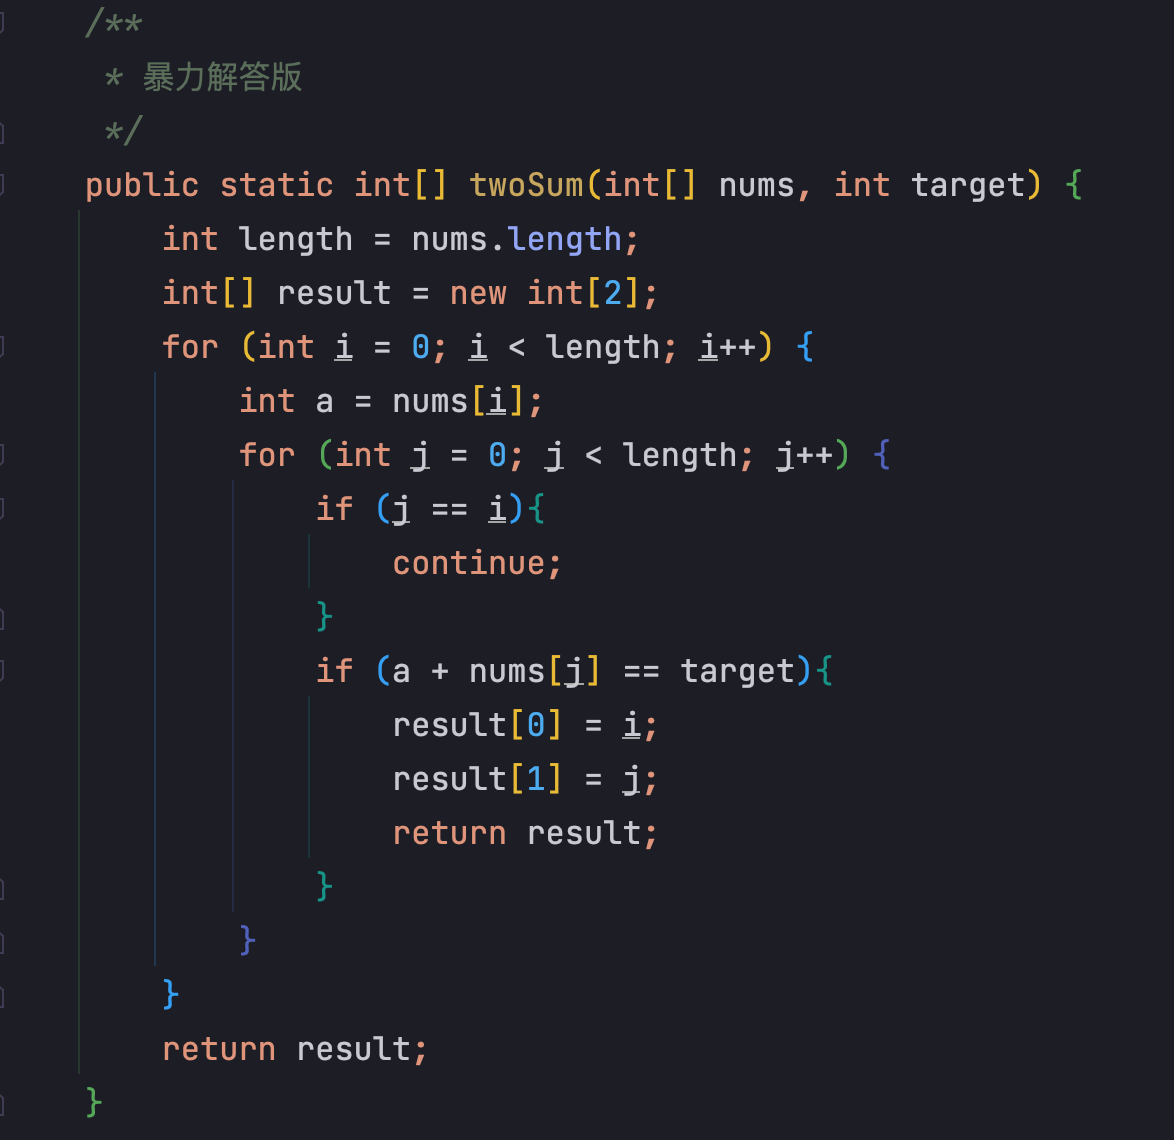 /**
 * 暴力解答版
 */
public static int[] twoSum(int[] nums, int target) {
    int length = nums.length;
    int[] result = new int[2];
    for (int i = 0; i < length; i++) {
        int a = nums[i];
        for (int j = 0; j < length; j++) {
            if (j == i){
                continue;
            }
            if (a + nums[j] == target){
                result[0] = i;
                result[1] = j;
                return result;
            }
        }
    }
    return result;
}